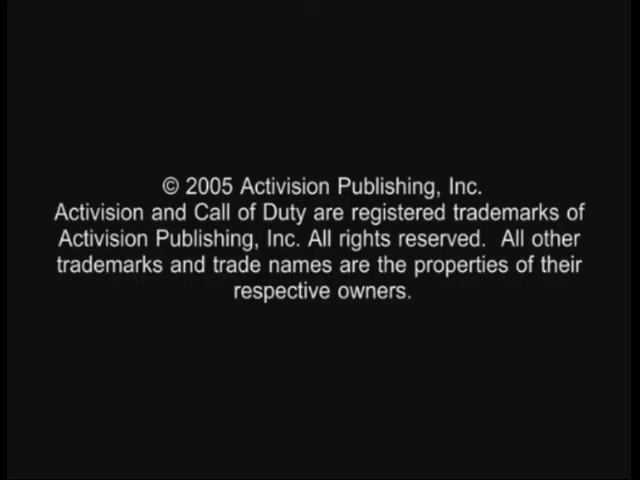 © 2005 Activision Publishing, Inc.
Activision and Call of Duty are registered trademarks of
Activision Publishing, Inc. All rights reserved.  All other
trademarks and trade names are the properties of their
respective owners.